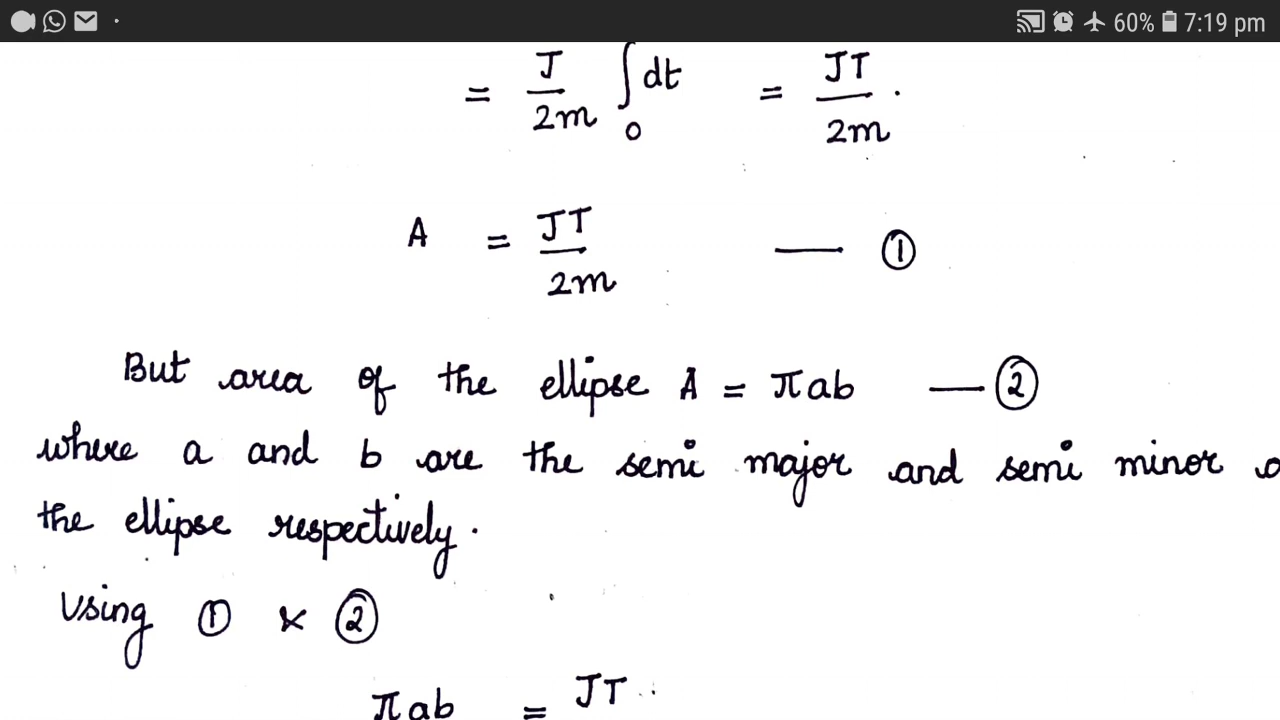 60% 7:19 pm
= J/2m ∫₀ dt = JT/2m .
A = JT/2m — ①
But area of the ellipse A = πab — ②
where a and b are the semi major and semi minor
the ellipse respectively.
Using ① × ②
πab = JT